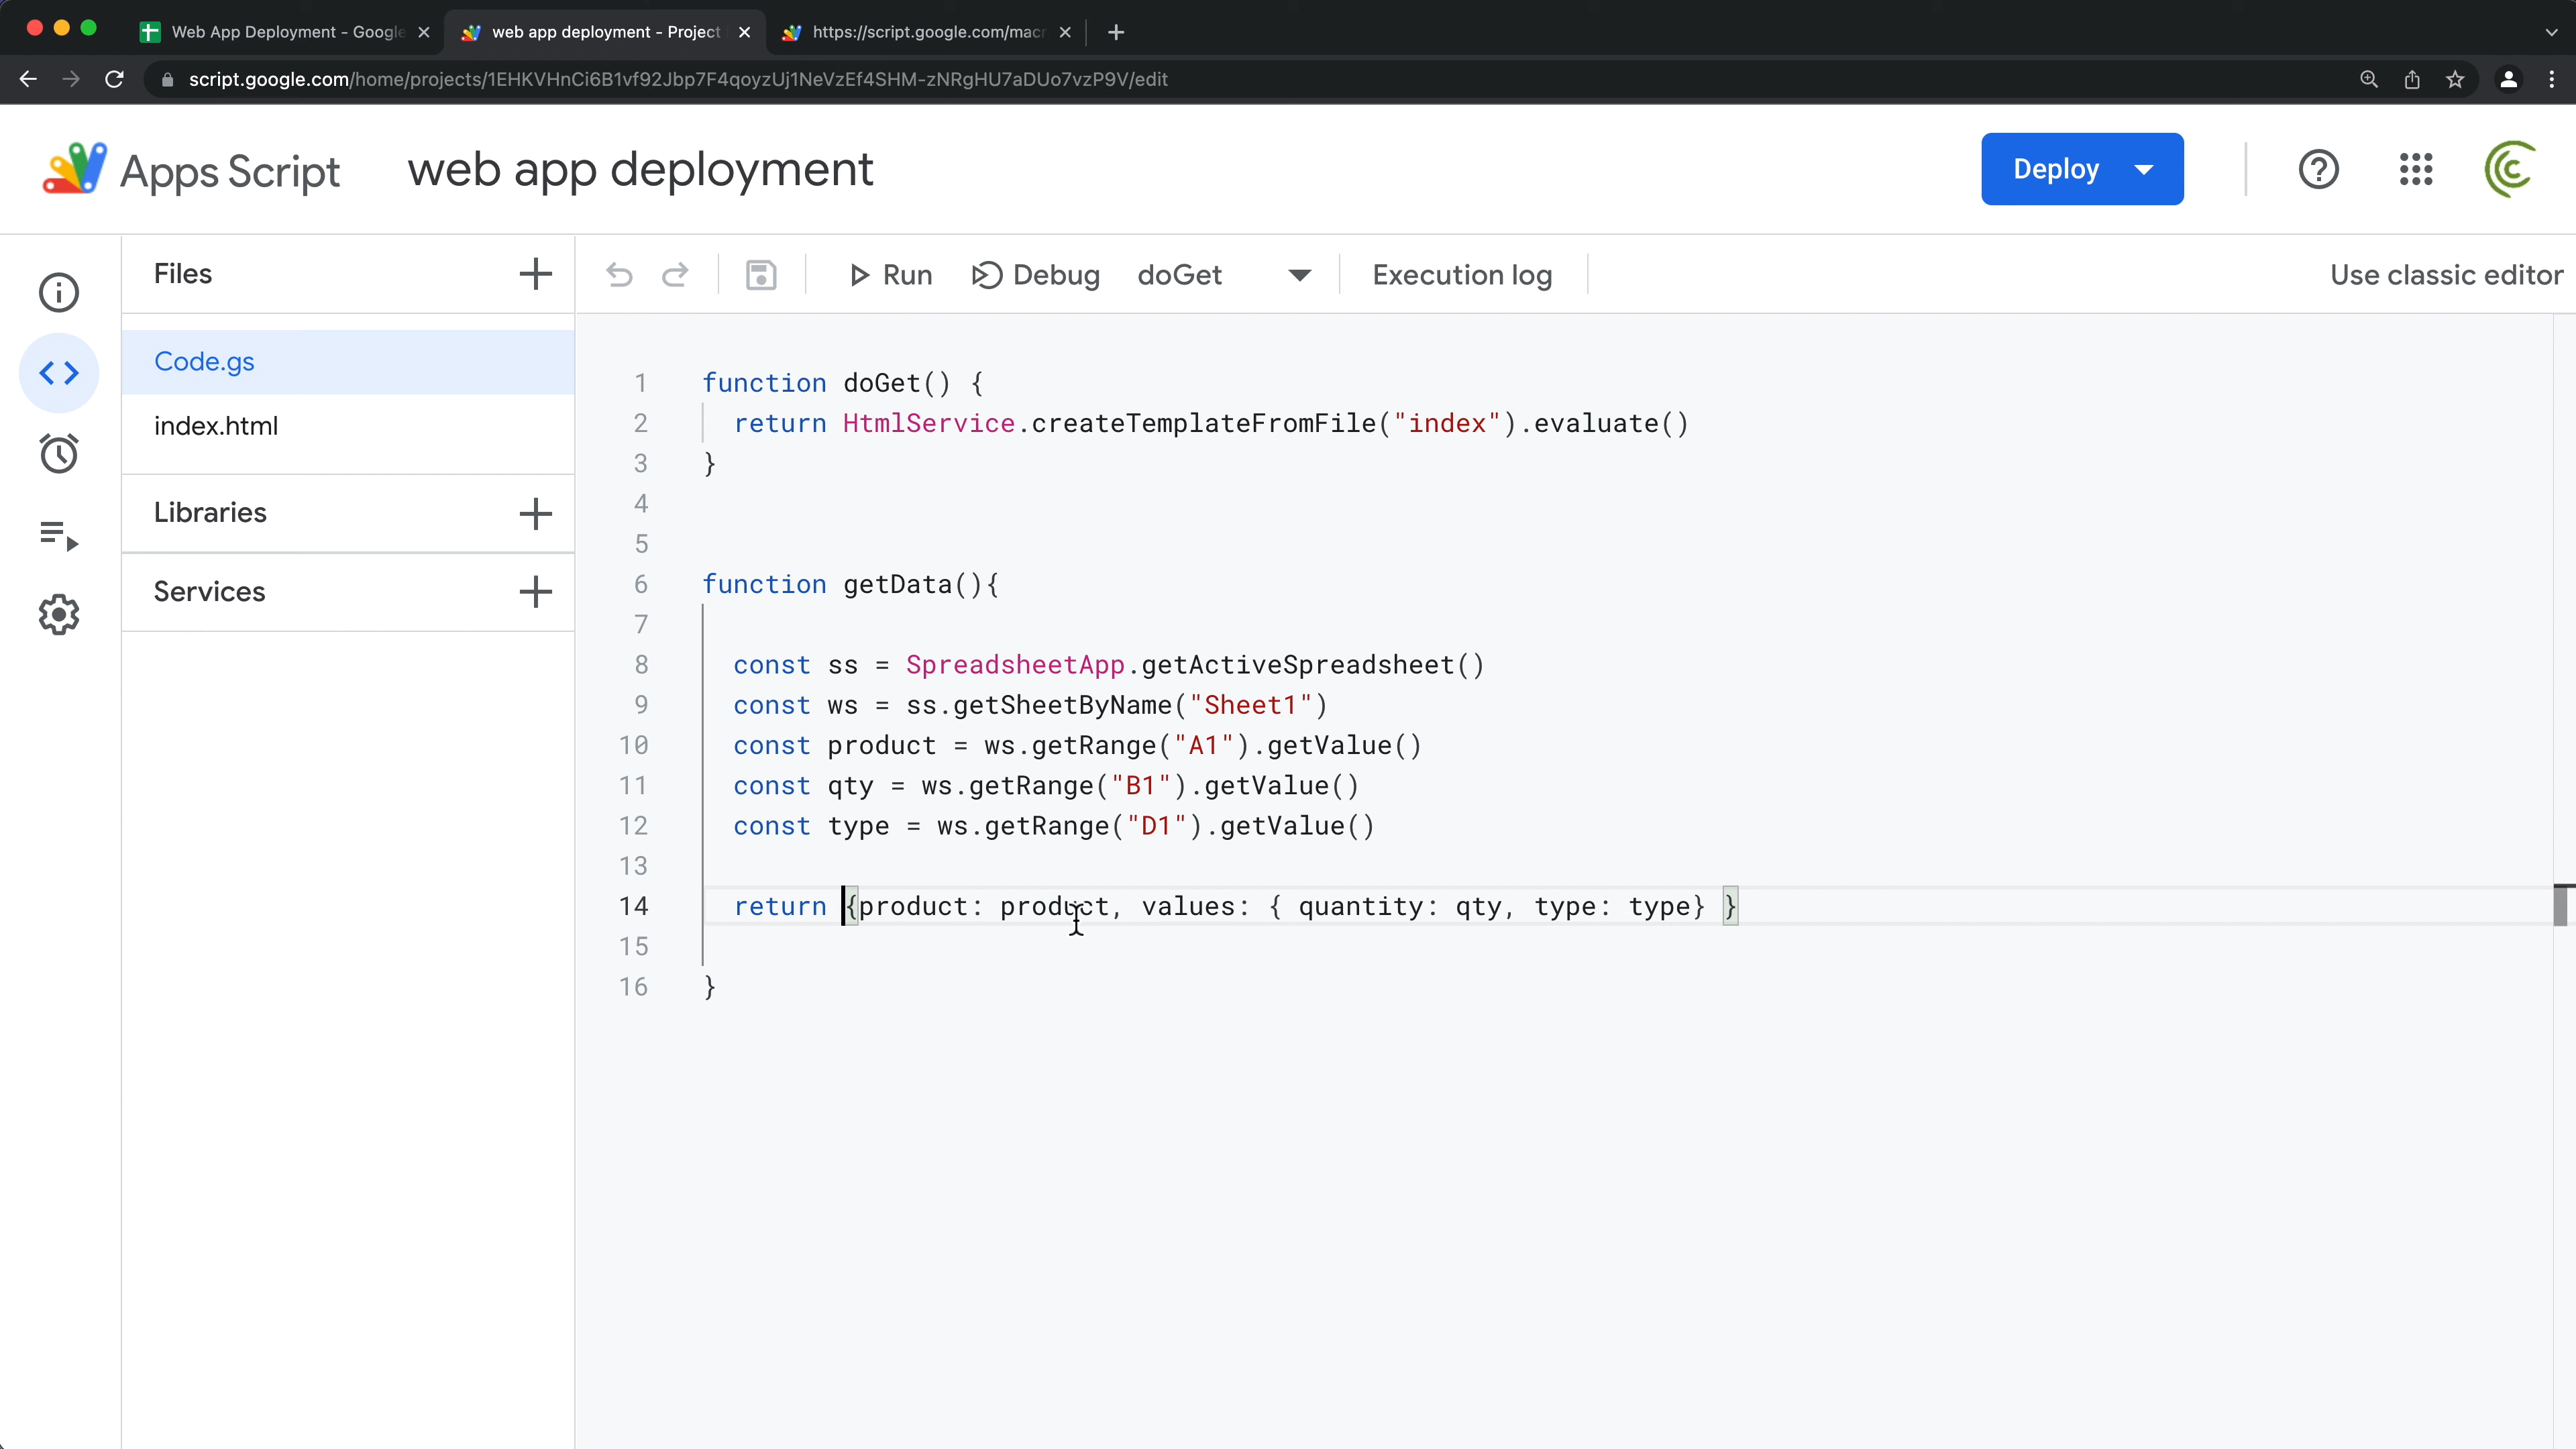 Web App Deployment - Google
web app deployment - Project
https://script.google.com/macr
script.google.com/home/projects/1EHKVHnCi6B1vf92Jbp7F4qoyzUj1NeVzEf4SHM-zNRgHU7aDUo7vzP9V/edit
Apps Script
web app deployment
Deploy
Files
Run
Debug
doGet
Execution log
Use classic editor
Code.gs
index.html
Libraries
Services
1 function doGet() {
2 return HtmlService.createTemplateFromFile("index").evaluate()
3 }
4
5
6 function getData(){
7
8 const ss = SpreadsheetApp.getActiveSpreadsheet()
9 const ws = ss.getSheetByName("Sheet1")
10 const product = ws.getRange("A1").getValue()
11 const qty = ws.getRange("B1").getValue()
12 const type = ws.getRange("D1").getValue()
13
14 return {product: product, values: { quantity: qty, type: type} }
15
16 }